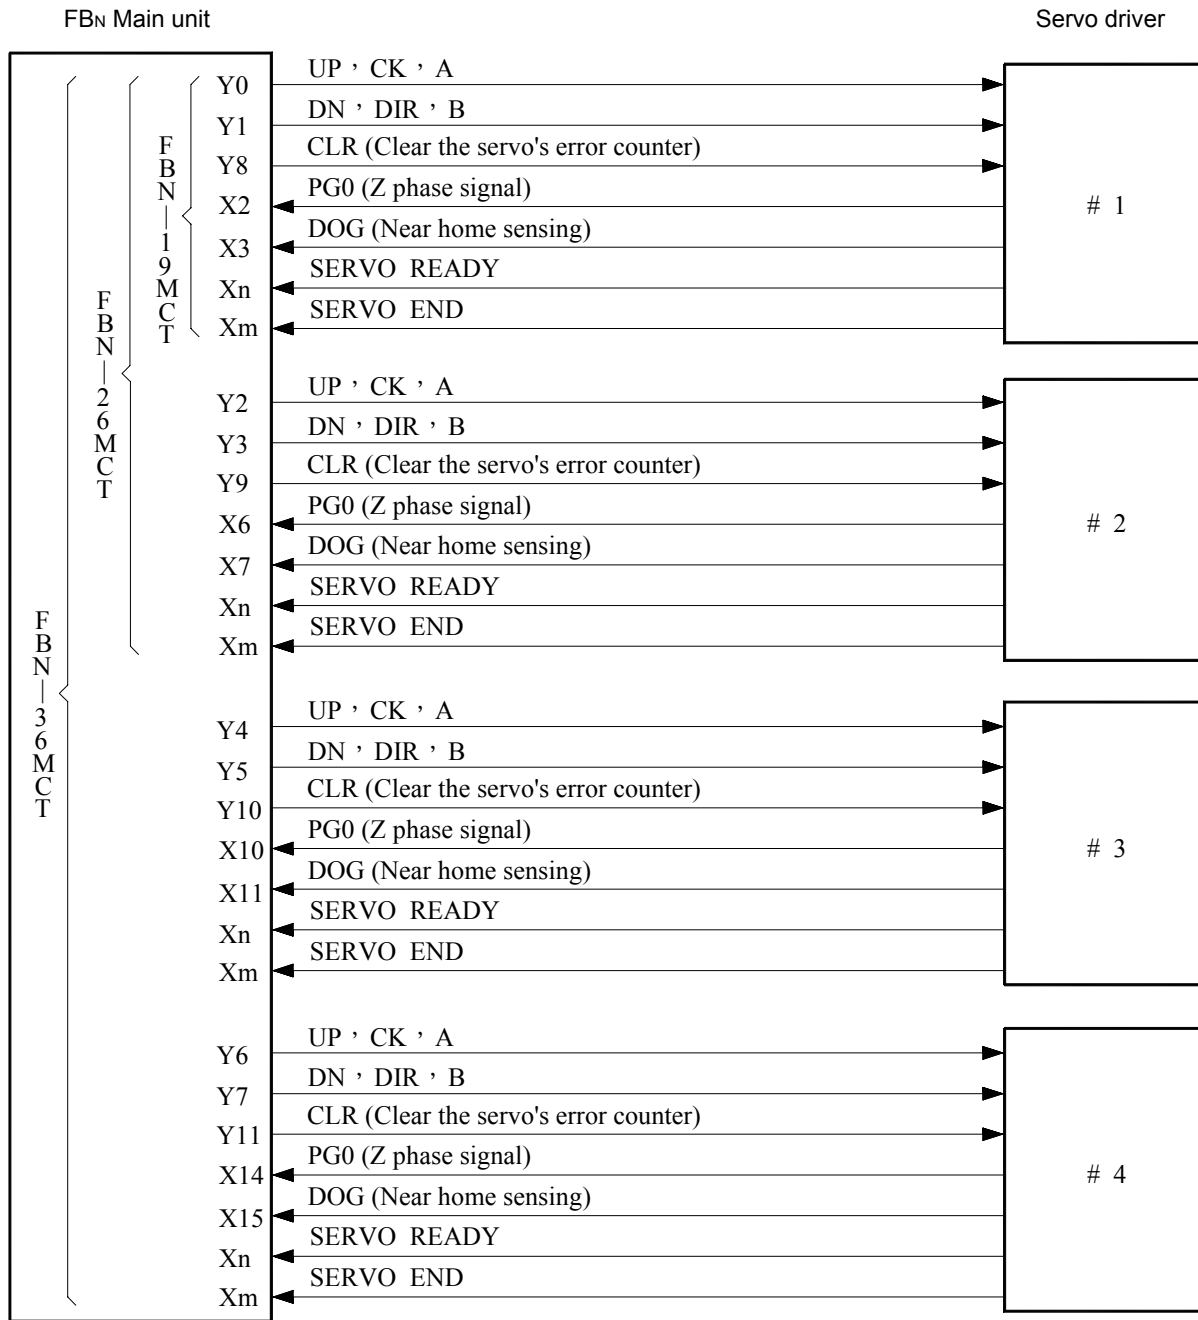 FBN Main unit
Servo driver
FBN—19MCT
FBN—26MCT
FBN—36MCT
Y0 UP，CK，A
Y1 DN，DIR，B
Y8 CLR (Clear the servo's error counter)
X2 PG0 (Z phase signal)
X3 DOG (Near home sensing)
Xn SERVO READY
Xm SERVO END
# 1
Y2 UP，CK，A
Y3 DN，DIR，B
Y9 CLR (Clear the servo's error counter)
X6 PG0 (Z phase signal)
X7 DOG (Near home sensing)
Xn SERVO READY
Xm SERVO END
# 2
Y4 UP，CK，A
Y5 DN，DIR，B
Y10 CLR (Clear the servo's error counter)
X10 PG0 (Z phase signal)
X11 DOG (Near home sensing)
Xn SERVO READY
Xm SERVO END
# 3
Y6 UP，CK，A
Y7 DN，DIR，B
Y11 CLR (Clear the servo's error counter)
X14 PG0 (Z phase signal)
X15 DOG (Near home sensing)
Xn SERVO READY
Xm SERVO END
# 4